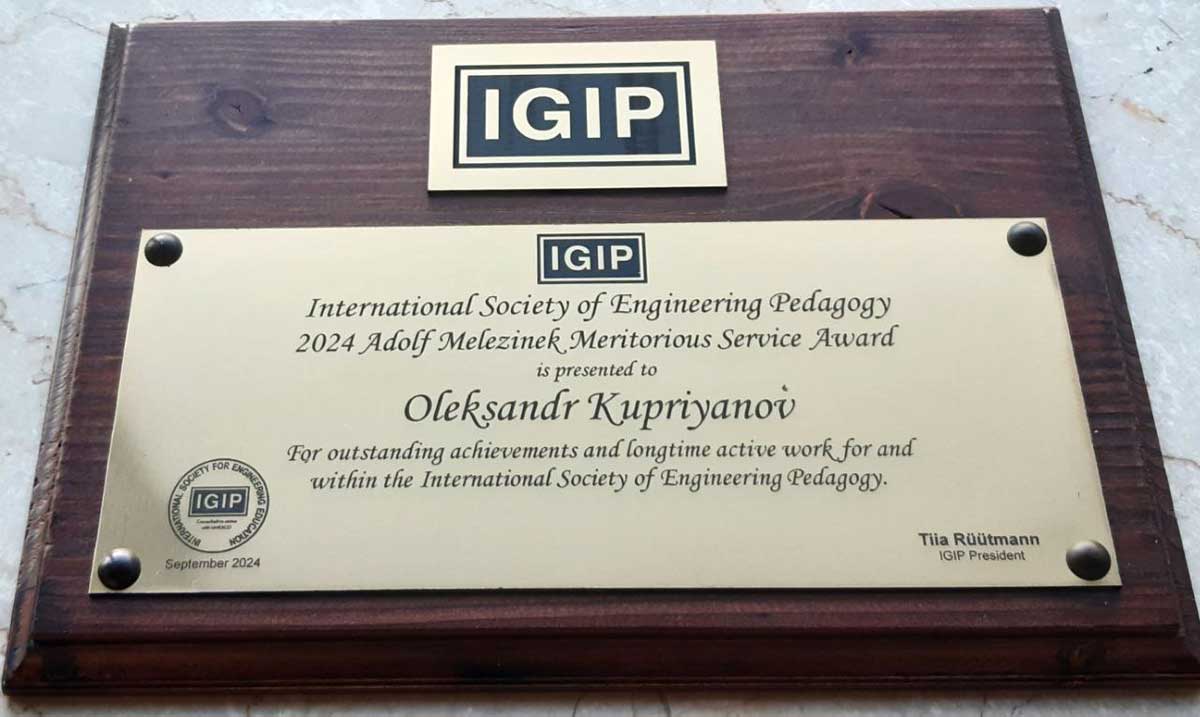 IGIP
IGIP
International Society of Engineering Pedagogy
2024 Adolf Melezinek Meritorious Service Award
is presented to
Oleksandr Kupriyanov
For outstanding achievements and longtime active work for and
within the International Society of Engineering Pedagogy.
INTERNATIONAL SOCIETY FOR ENGINEERING EDUCATION
IGIP
September 2024
Tiia Rüütmann
IGIP President